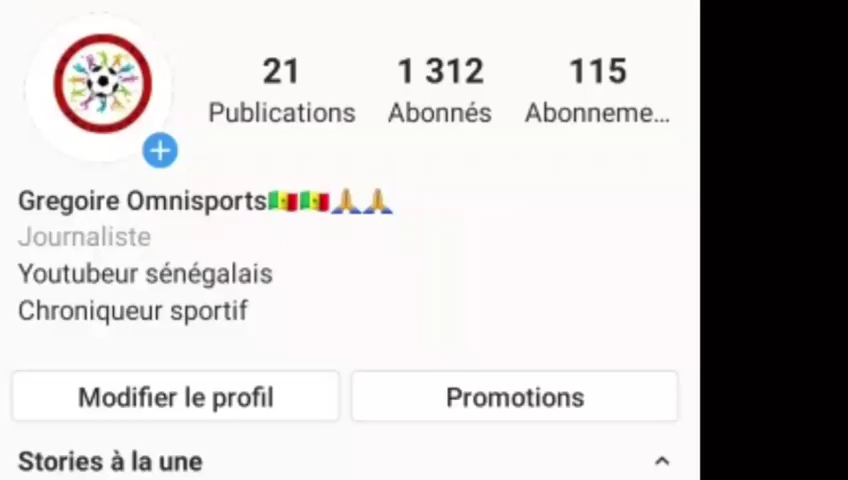 21 1 312 115
Publications Abonnés Abonneme...
Gregoire Omnisports🇸🇳🇸🇳🙏🙏
Journaliste
Youtubeur sénégalais
Chroniqueur sportif
Modifier le profil Promotions
Stories à la une